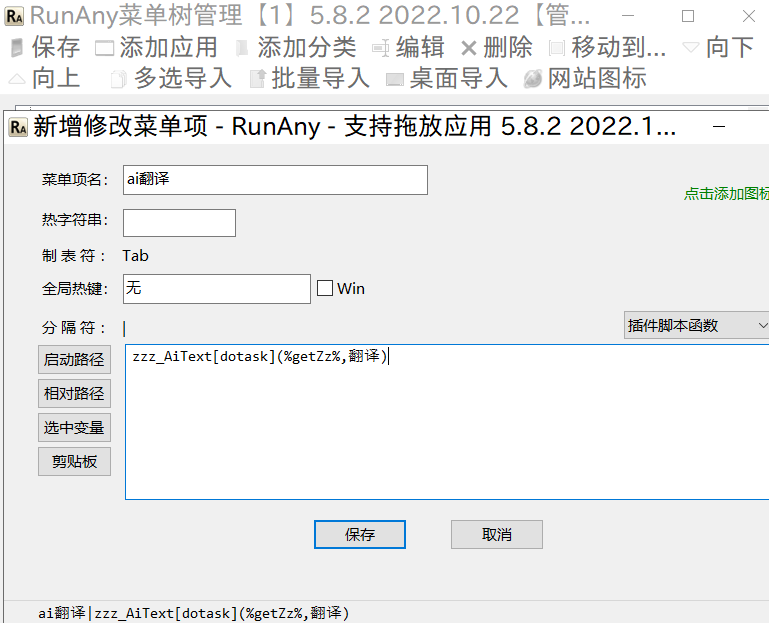 RunAny菜单树管理【1】5.8.2 2022.10.22【管...
保存 添加应用 添加分类 编辑 删除 移动到... 向下
向上 多选导入 批量导入 桌面导入 网站图标
新增修改菜单项 - RunAny - 支持拖放应用 5.8.2 2022.1...
菜单项名： ai翻译
点击添加图标
热字符串：
制 表 符 ： Tab
全局热键： 无 Win
分 隔 符 ： |
插件脚本函数
启动路径 zzz_AiText[dotask](%getZz%,翻译)
相对路径
选中变量
剪贴板
保存 取消
ai翻译|zzz_AiText[dotask](%getZz%,翻译)